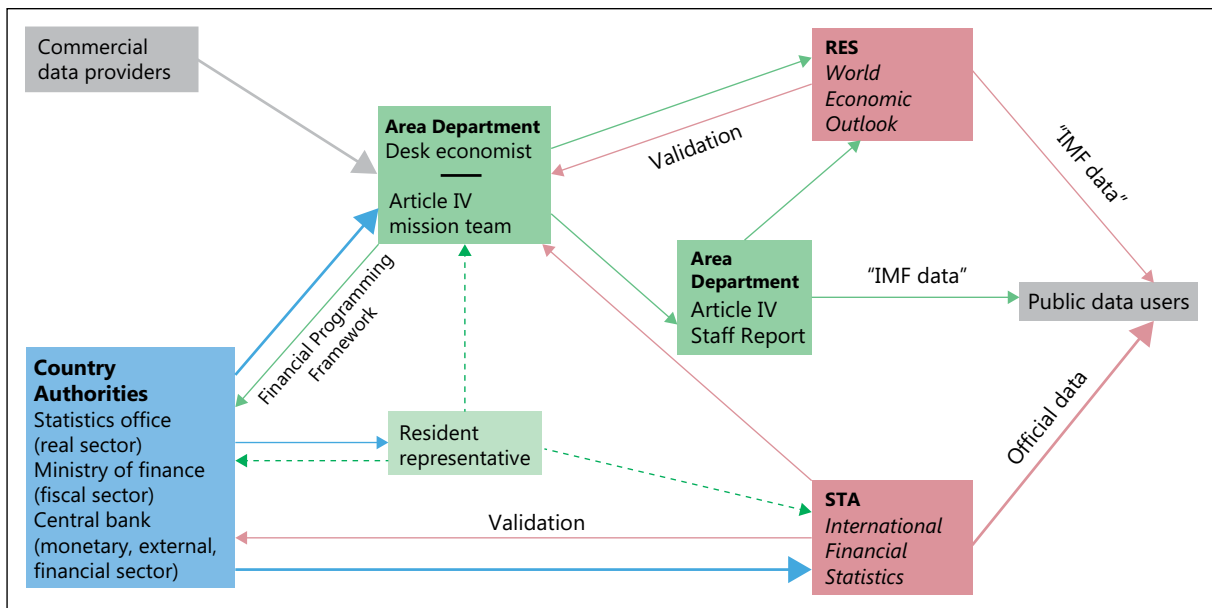 Commercial
data providers
Area Department
Desk economist
Article IV
mission team
RES
World
Economic
Outlook
Validation
"IMF data"
Area
Department
Article IV
Staff Report
"IMF data"
Public data users
Financial Programming
Framework
Country
Authorities
Statistics office
(real sector)
Ministry of finance
(fiscal sector)
Central bank
(monetary, external,
financial sector)
Resident
representative
Validation
STA
International
Financial
Statistics
Official data